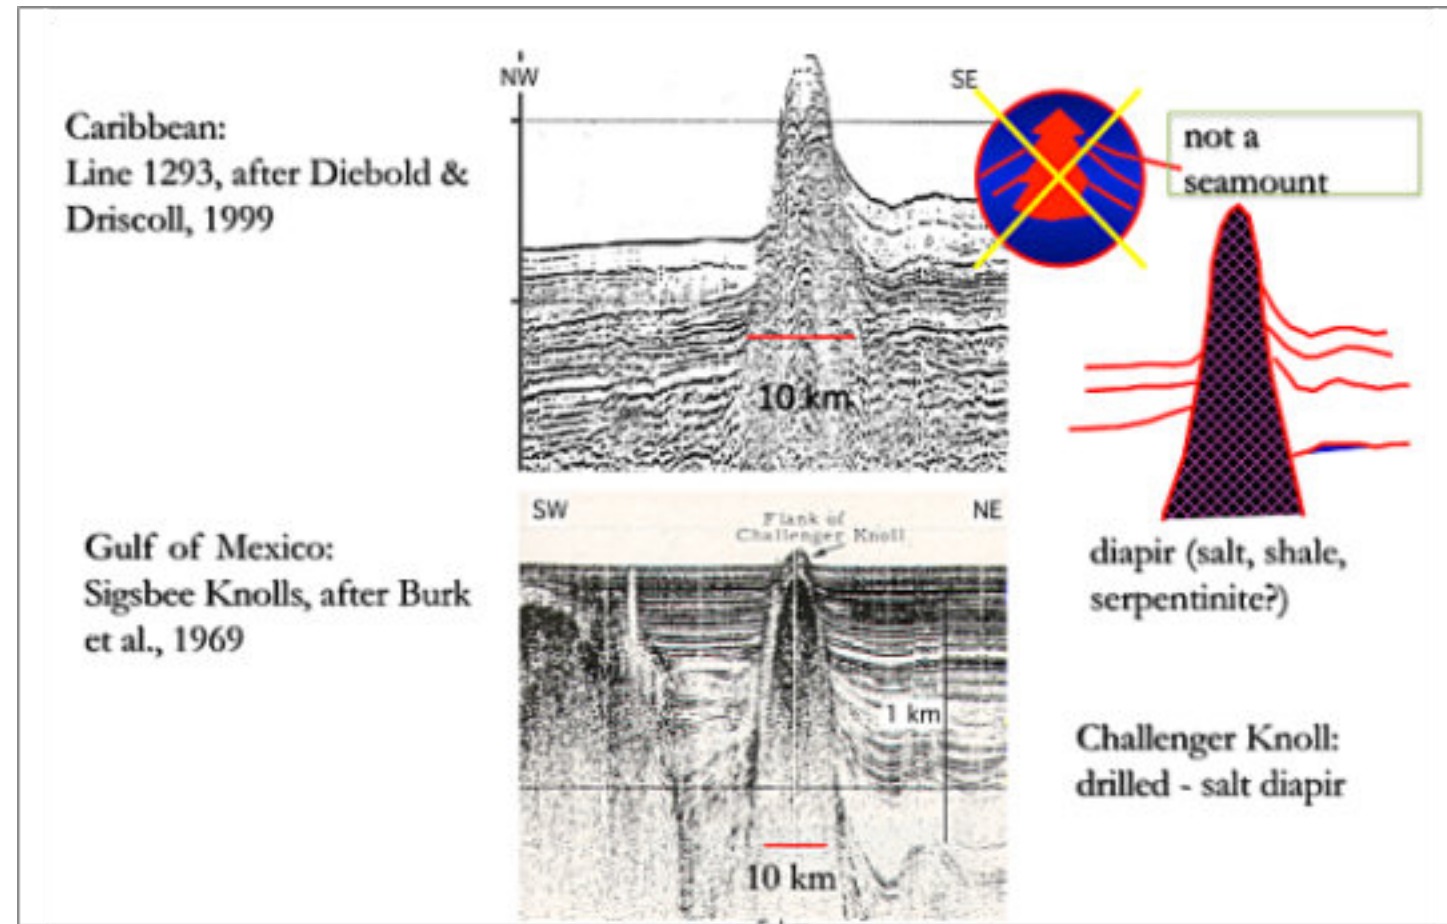 Caribbean:
Line 1293, after Diebold &
Driscoll, 1999
NW
SE
10 km
not a
seamount
diapir (salt, shale,
serpentinite?)
Gulf of Mexico:
Sigsbee Knolls, after Burk
et al., 1969
SW
NE
Flank of
Challenger Knoll
1 km
10 km
Challenger Knoll:
drilled - salt diapir